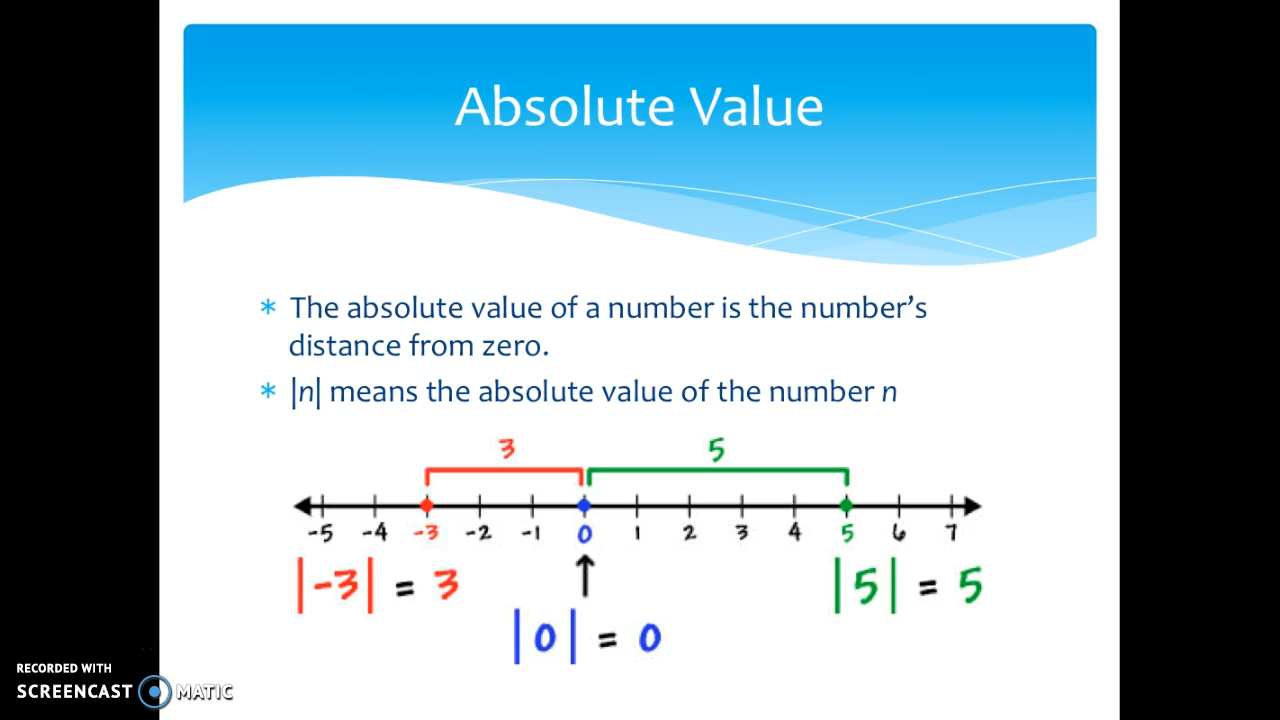 Absolute Value
* The absolute value of a number is the number’s
distance from zero.
* |n| means the absolute value of the number n
3 5
-5 -4 -3 -2 -1 0 1 2 3 4 5 6 7
|-3| = 3 |5| = 5
|0| = 0
RECORDED WITH
SCREENCAST MATIC